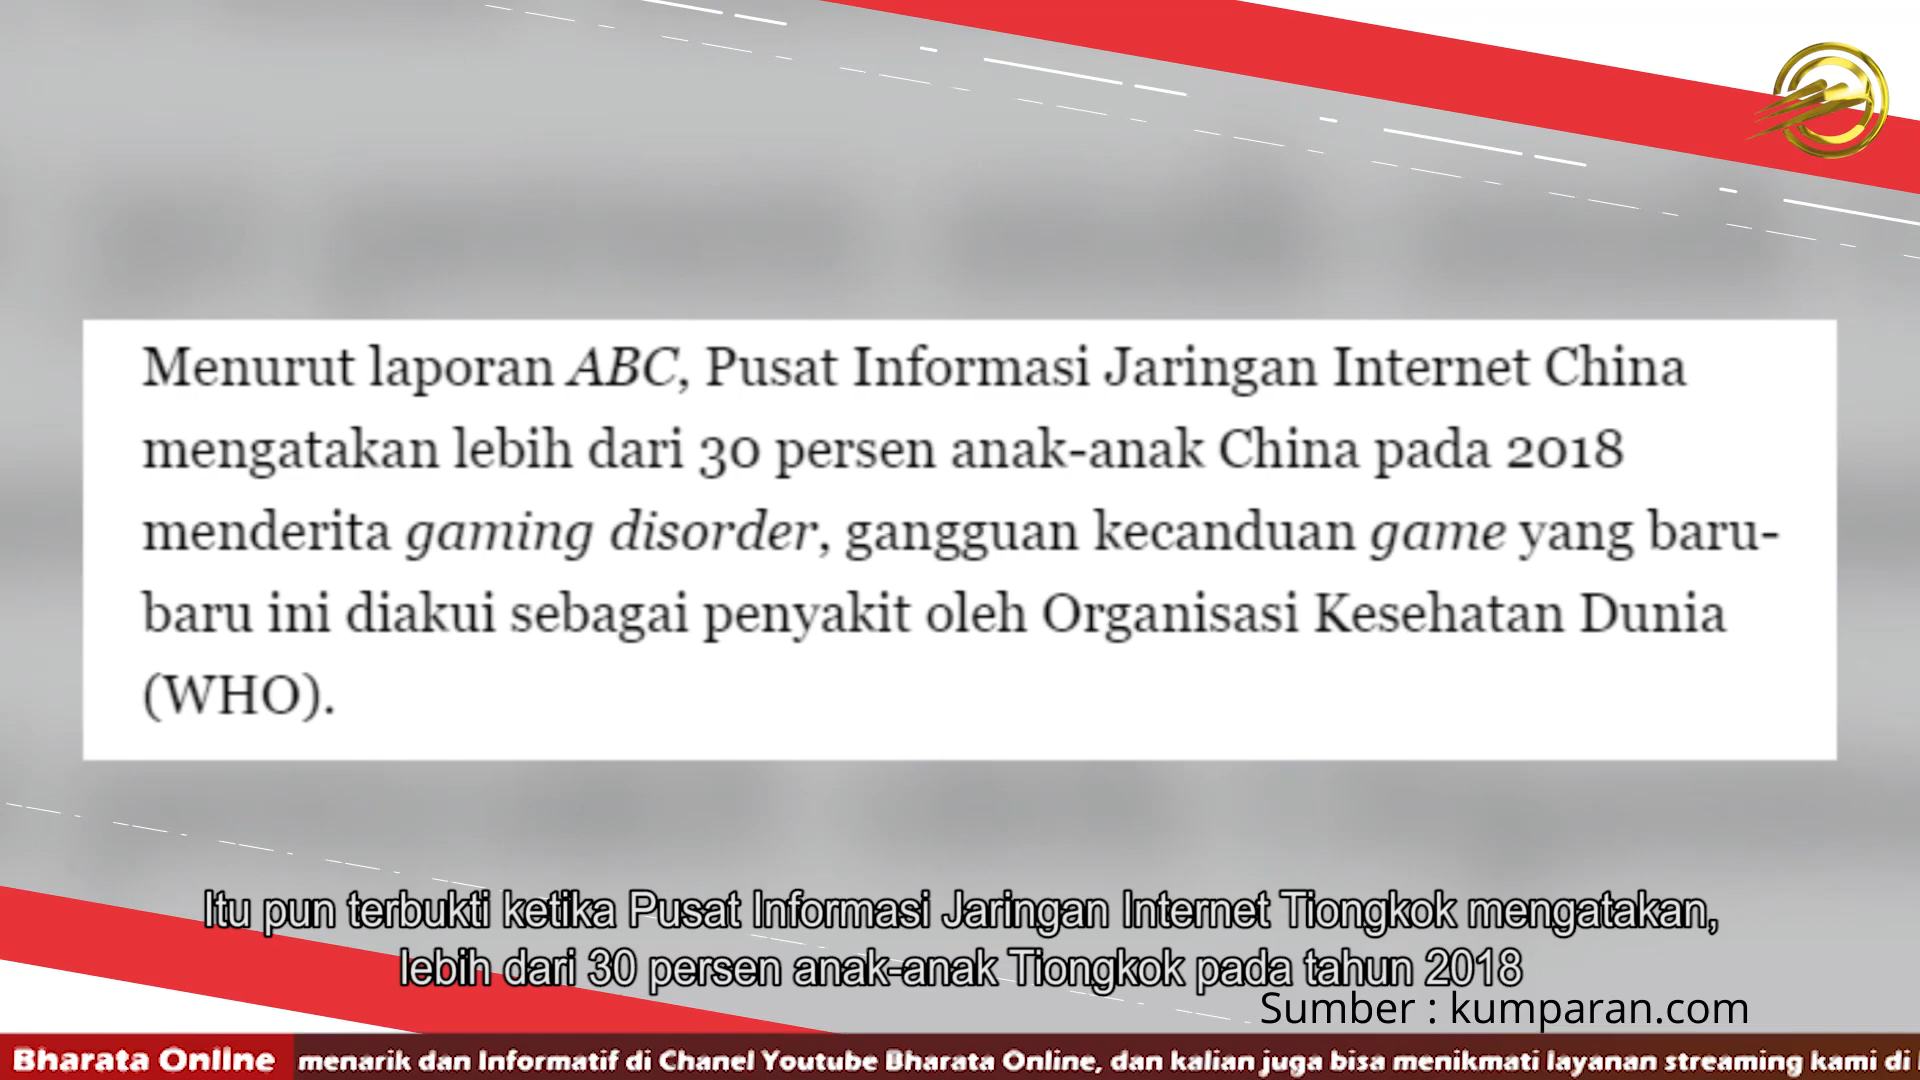 Menurut laporan ABC, Pusat Informasi Jaringan Internet China
mengatakan lebih dari 30 persen anak-anak China pada 2018
menderita gaming disorder, gangguan kecanduan game yang baru-
baru ini diakui sebagai penyakit oleh Organisasi Kesehatan Dunia
(WHO).
Itu pun terbukti ketika Pusat Informasi Jaringan Internet Tiongkok mengatakan,
lebih dari 30 persen anak-anak Tiongkok pada tahun 2018
Sumber : kumparan.com
Bharata Online menarik dan Informatif di Chanel Youtube Bharata Online, dan kalian juga bisa menikmati layanan streaming kami di